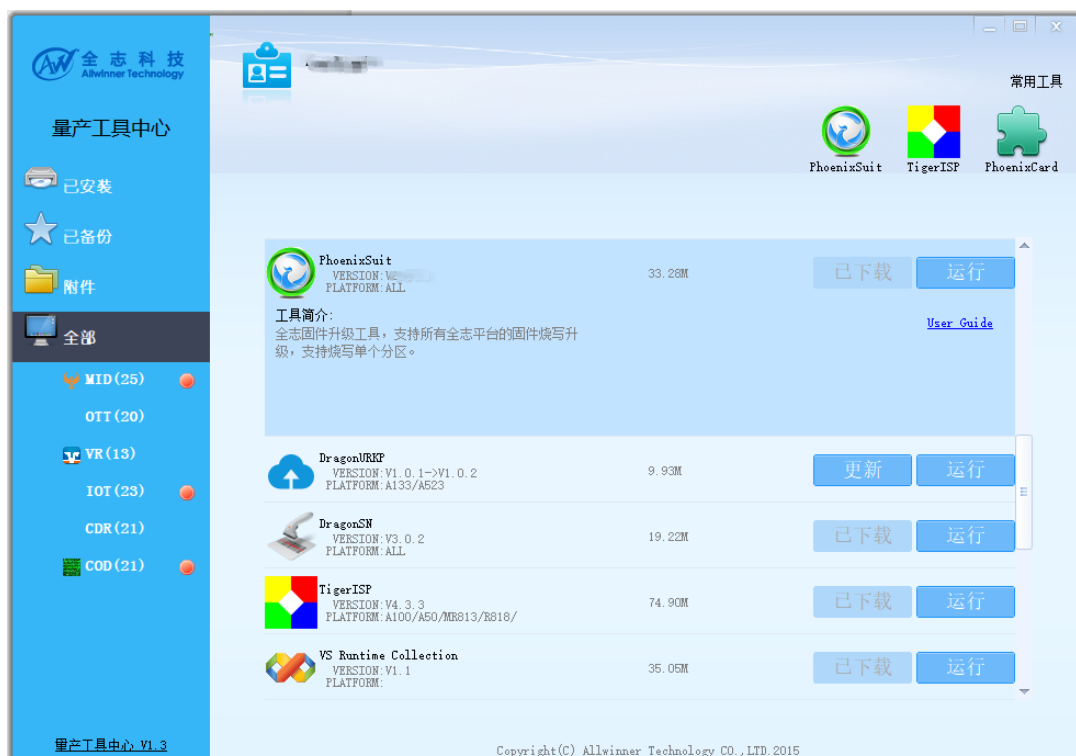 全志科技
Allwinner Technology
量产工具中心
已安装
已备份
附件
全部
MID(25)
OTT(20)
VR(13)
IOT(23)
CDR(21)
COD(21)
量产工具中心 V1.3
常用工具
PhoenixSuit
TigerISP
PhoenixCard
PhoenixSuit
VERSION:
PLATFORM:ALL
33.28M
已下载
运行
工具简介:
全志固件升级工具，支持所有全志平台的固件烧写升
级，支持烧写单个分区。
User Guide
DragonURKP
VERSION:V1.0.1->V1.0.2
PLATFORM:A133/A523
9.93M
更新
运行
DragonSN
VERSION:V3.0.2
PLATFORM:ALL
19.22M
已下载
运行
TigerISP
VERSION:V4.3.3
PLATFORM:A100/A50/MR813/R818/
74.90M
已下载
运行
VS Runtime Collection
VERSION:V1.1
PLATFORM:
35.05M
已下载
运行
Copyright(C) Allwinner Technology CO.,LTD.2015